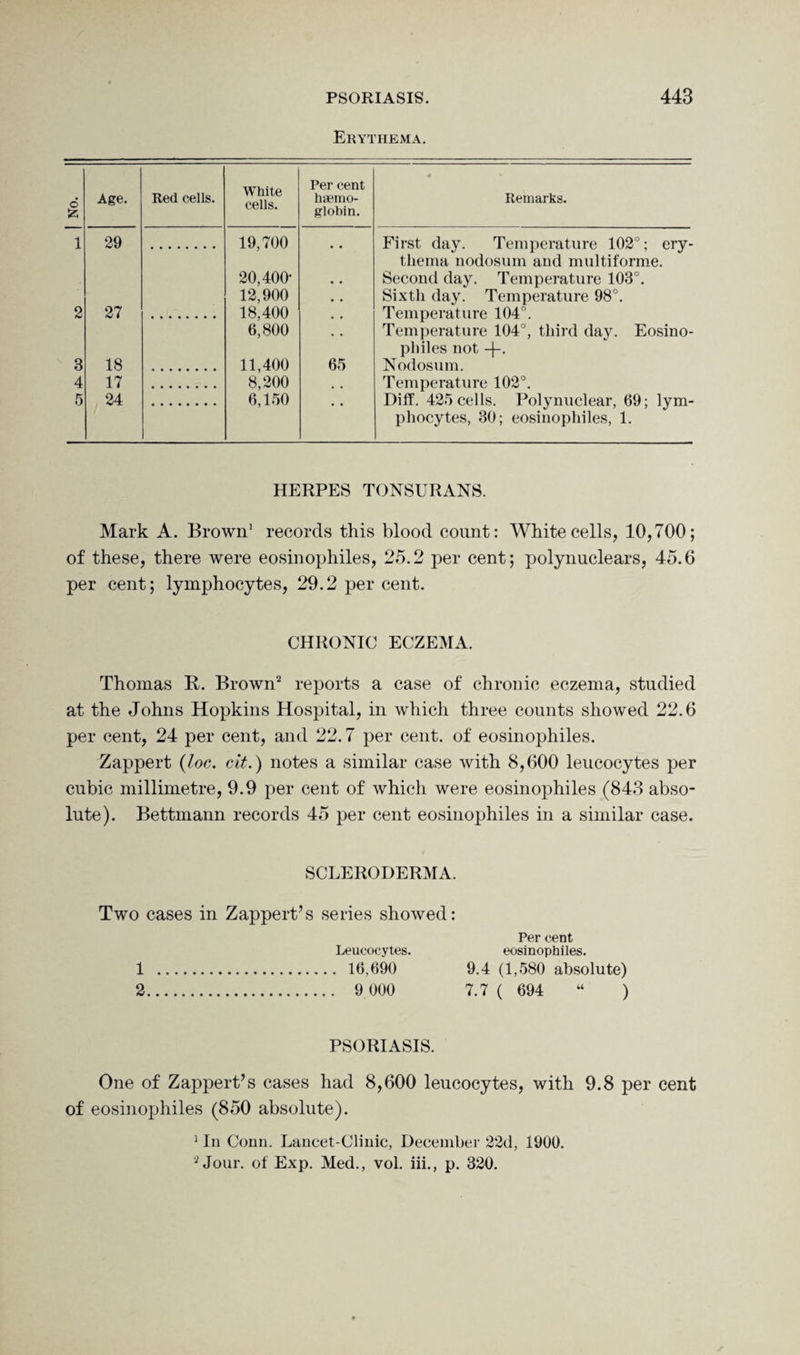 PSORIASIS. 443
Erythema.
No. Age. Red cells. White cells. Per cent hæmo-globin. Remarks.
1 29 ........ 19,700 .. First day. Temperature 102°; ery-
thema nodosum and multiforme.
20,400· .. Second day. Temperature 103°.
12,900 .. Sixth day. Temperature 98°.
2 27 ........ 18,400 .. Temperature 104°.
6,800 .. Temperature 104°, third day. Eosino-
philes not +.
3 18 ........ 11,400 65 Nodosum.
4 17 ........ 8,200 .. Temperature 102°.
5 24 ........ 6,150 .. Diff. 425 cells. Polynuclear, 69; lym-
phocytes, 30; eosinophiles, 1.
HERPES TONSURANS.
Mark A. Brown¹ records this blood count: White cells, 10,700;
of these, there were eosinophiles, 25.2 per cent; polynuclears, 45.6
per cent; lymphocytes, 29.2 per cent.
CHRONIC ECZEMA.
Thomas R. Brown² reports a case of chronic eczema, studied
at the Johns Hopkins Hospital, in which three counts showed 22.6
per cent, 24 per cent, and 22.7 per cent. of eosinophiles.
Zappert (loc. cit.) notes a similar case with 8,600 leucocytes per
cubic millimetre, 9.9 per cent of which were eosinophiles (843 abso-
lute). Bettmann records 45 per cent eosinophiles in a similar case.
SCLERODERMA.
Two cases in Zappert's series showed:
Per cent
Leucocytes. eosinophiles.
1 ........................ 16,690 9.4 (1,580 absolute)
2........................ 9 000 7.7 ( 694 “ )
PSORIASIS.
One of Zappert's cases had 8,600 leucocytes, with 9.8 per cent
of eosinophiles (850 absolute).
¹ In Conn. Lancet-Clinic, December 22d, 1900.
² Jour. of Exp. Med., vol. iii., p. 320.